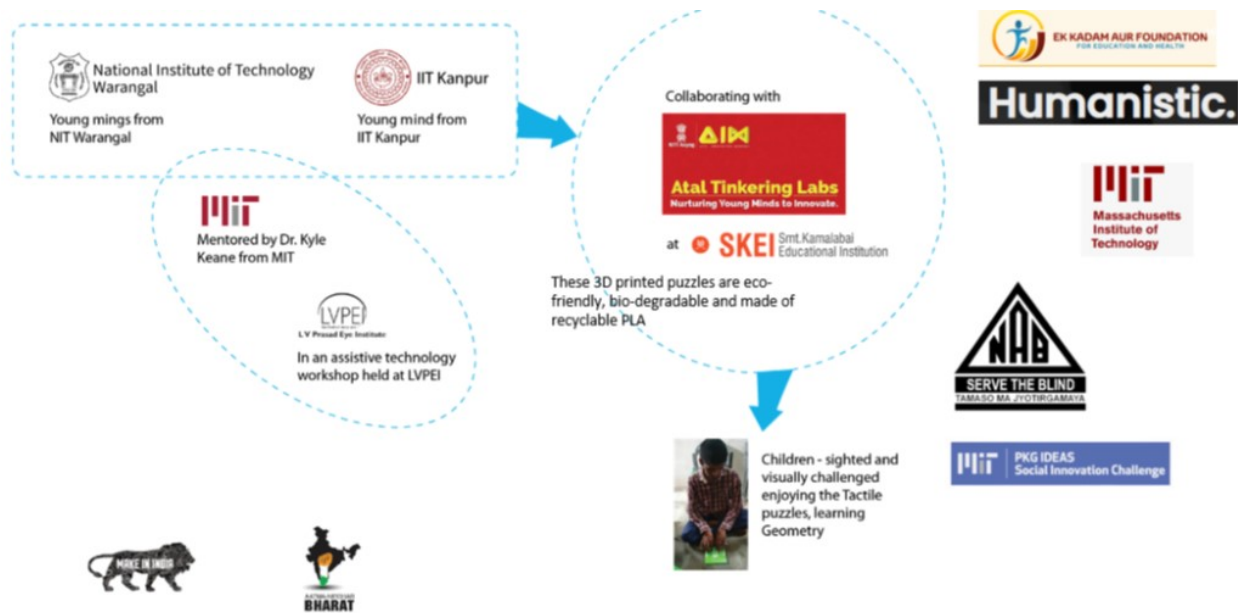 National Institute of Technology
Warangal
Young mings from
NIT Warangal
IIT Kanpur
Young mind from
IIT Kanpur
MIT
Mentored by Dr. Kyle
Keane from MIT
LVPEI
L V Prasad Eye Institute
In an assistive technology
workshop held at LVPEI
MAKE IN INDIA
BHARAT
Collaborating with
AIM
Atal Tinkering Labs
Nurturing Young Minds to Innovate.
at
SKEI
Smt.Kamalabai
Educational Institution
These 3D printed puzzles are eco-
friendly, bio-degradable and made of
recyclable PLA
Children - sighted and
visually challenged
enjoying the Tactile
puzzles, learning
Geometry
EK KADAM AUR FOUNDATION
FOR EDUCATION AND HEALTH
Humanistic.
MIT
Massachusetts
Institute of
Technology
NAB
SERVE THE BLIND
TAMASO MA JYOTIRGAMAYA
MIT
PKG IDEAS
Social Innovation Challenge